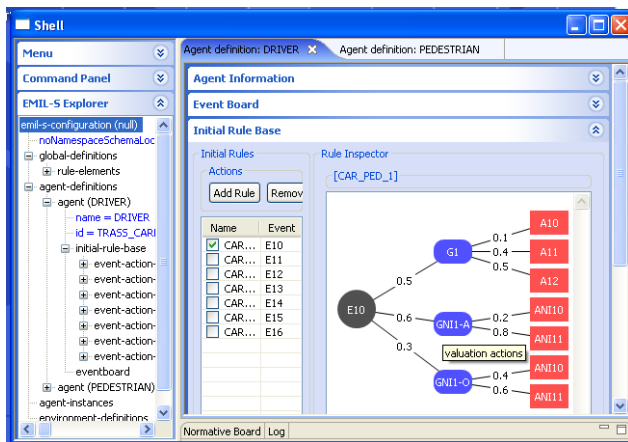 Shell
Menu
Command Panel
EMIL-S Explorer
emil-s-configuration (null)
noNamespaceSchemaLoc
global-definitions
rule-elements
agent-definitions
agent (DRIVER)
name = DRIVER
id = TRASS_CAR
initial-rule-base
event-action-
event-action-
event-action-
event-action-
event-action-
event-action-
event-action-
eventboard
agent (PEDESTRIAN)
agent-instances
environment-definitions
Agent definition: DRIVER
Agent definition: PEDESTRIAN
Agent Information
Event Board
Initial Rule Base
Initial Rules
Actions
Add Rule
Remov
Name Event
CAR... E10
CAR... E11
CAR... E12
CAR... E13
CAR... E14
CAR... E15
CAR... E16
Rule Inspector
[CAR_PED_1]
E10
0.5
0.6
0.3
G1
GNI1-A
GNI1-O
0.1
0.4
0.5
0.2
0.8
0.4
0.6
A10
A11
A12
ANI10
ANI11
ANI10
ANI11
valuation actions
Normative Board
Log